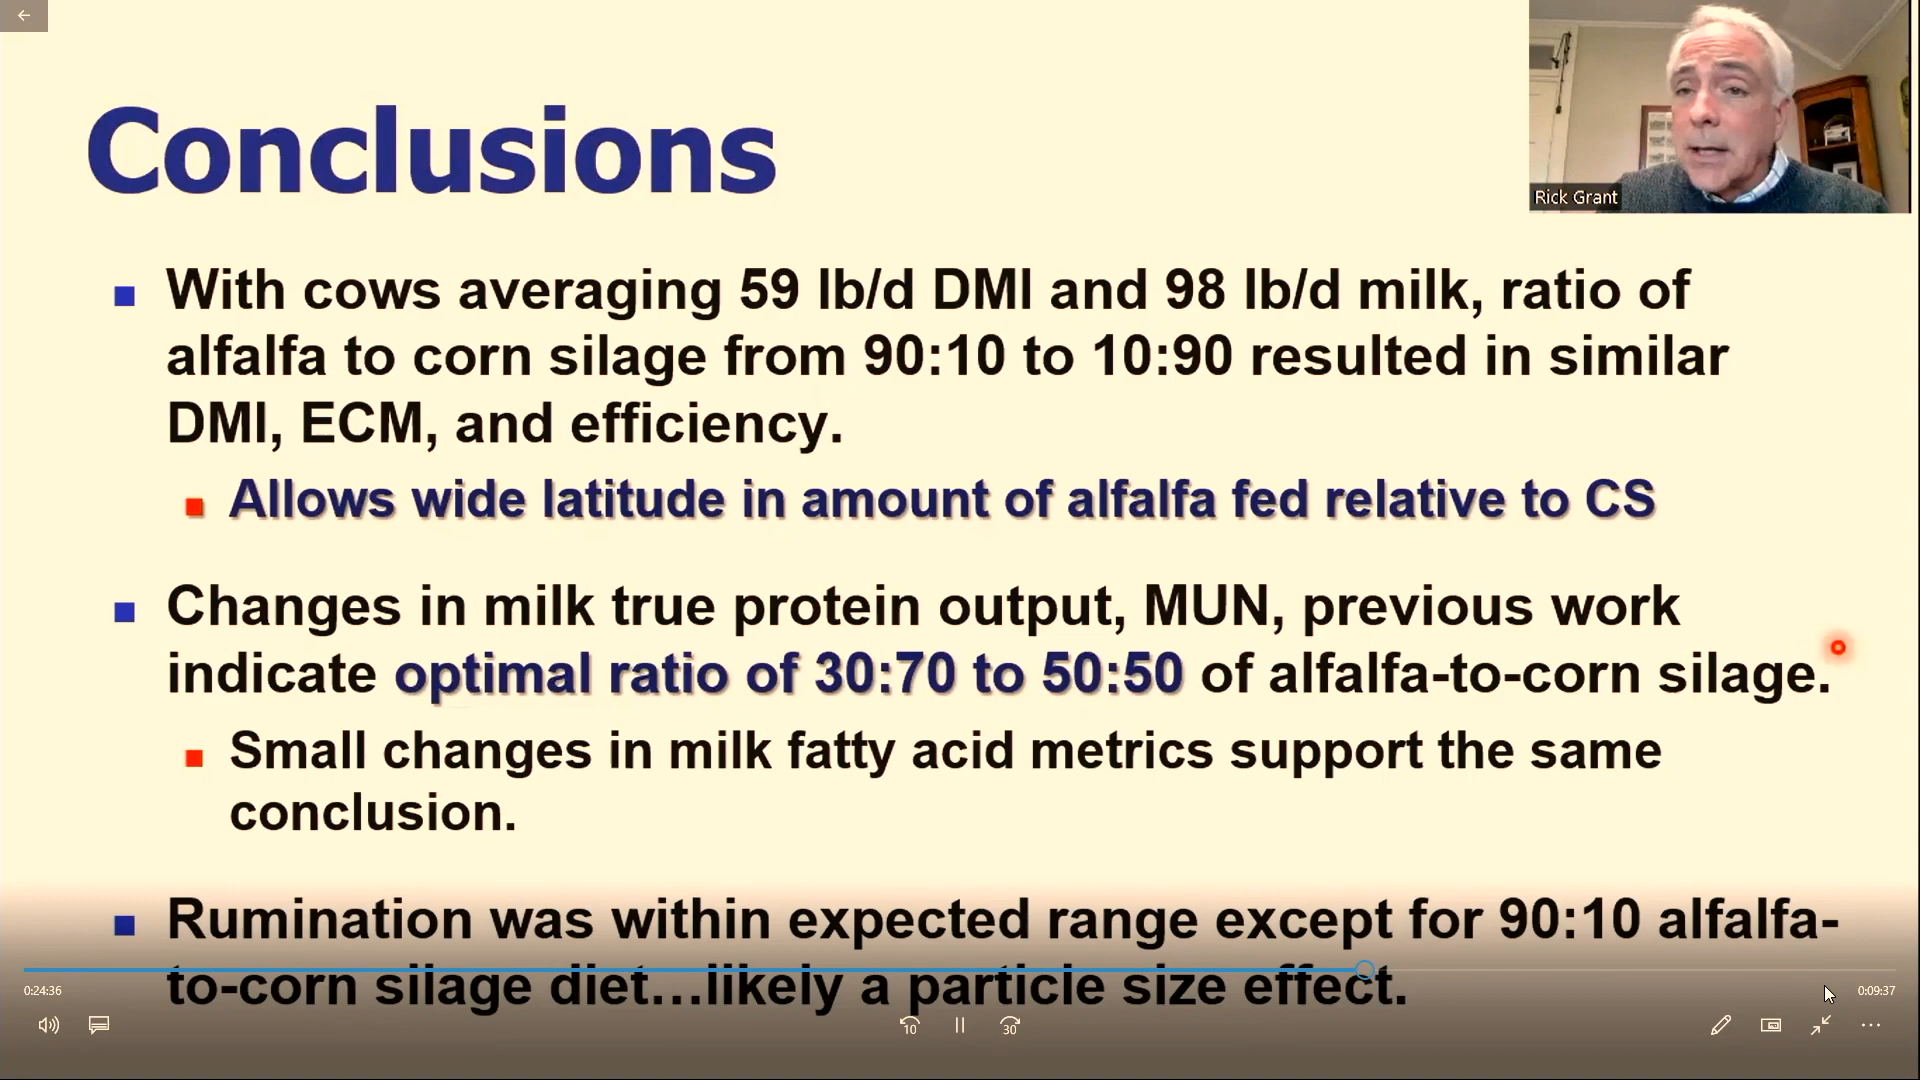 Conclusions
Rick Grant
With cows averaging 59 lb/d DMI and 98 lb/d milk, ratio of
alfalfa to corn silage from 90:10 to 10:90 resulted in similar
DMI, ECM, and efficiency.
Allows wide latitude in amount of alfalfa fed relative to CS
Changes in milk true protein output, MUN, previous work
indicate optimal ratio of 30:70 to 50:50 of alfalfa-to-corn silage.
Small changes in milk fatty acid metrics support the same
conclusion.
Rumination was within expected range except for 90:10 alfalfa-
to-corn silage diet...likely a particle size effect.
0:24:36
0:09:37
10
30